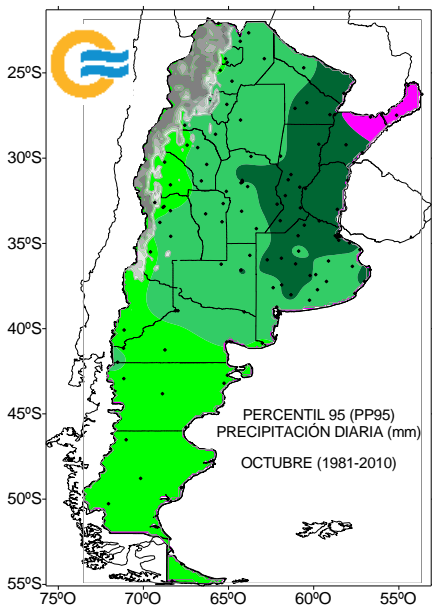 25ºS
30ºS
35ºS
40ºS
45ºS
50ºS
55ºS
PERCENTIL 95 (PP95)
PRECIPITACIÓN DIARIA (mm)
OCTUBRE (1981-2010)
75ºO 70ºO 65ºO 60ºO 55ºO